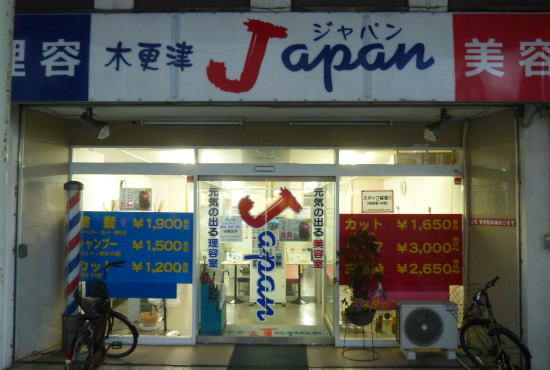 理容
木更津
Japan
ジャパン
美容
整髪 ￥1,900
シャンプー ￥1,500
カット ￥1,200
元気の出る理容室
Japan
元気の出る美容室
スタッフ募集!!
カット ￥1,650
￥3,000
￥2,650
Japan